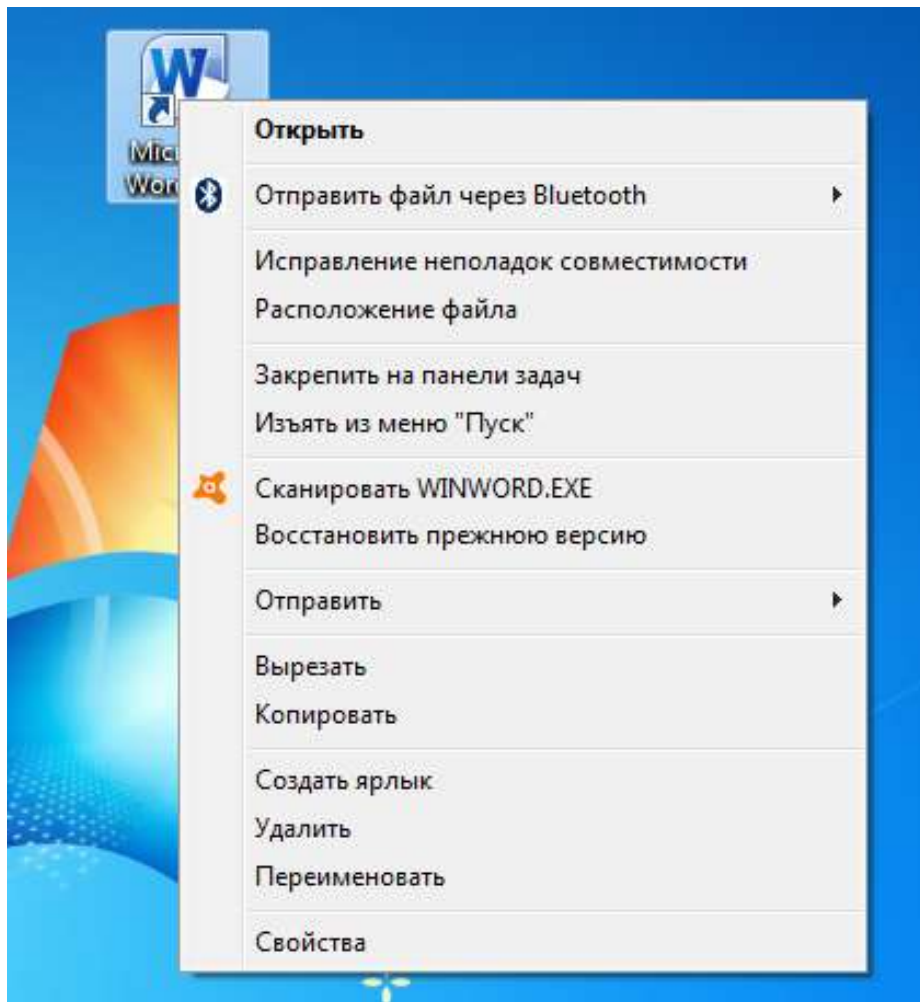 Открыть
Отправить файл через Bluetooth
Исправление неполадок совместимости
Расположение файла
Закрепить на панели задач
Изъять из меню "Пуск"
Сканировать WINWORD.EXE
Восстановить прежнюю версию
Отправить
Вырезать
Копировать
Создать ярлык
Удалить
Переименовать
Свойства